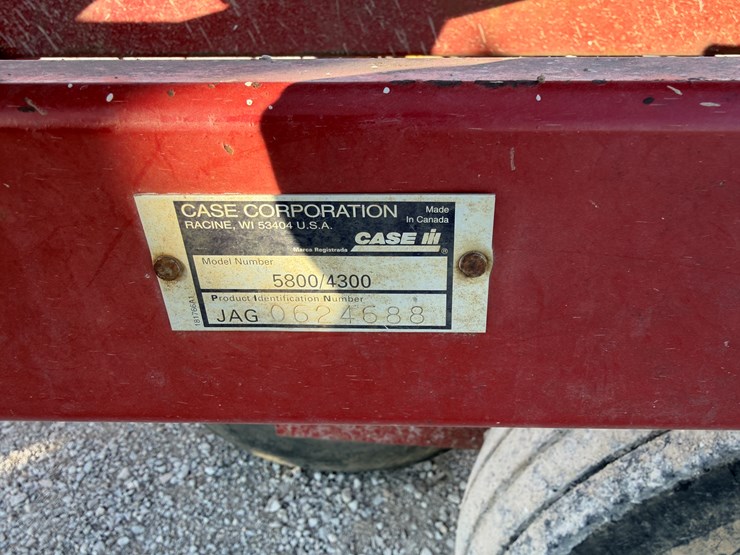 CASE CORPORATION
RACINE, WI 53404 U.S.A.
Made
In Canada
Marca Registrada
CASE IH ®
Model Number
5800/4300
Product Identification Number
JAG 0624688
181766A1